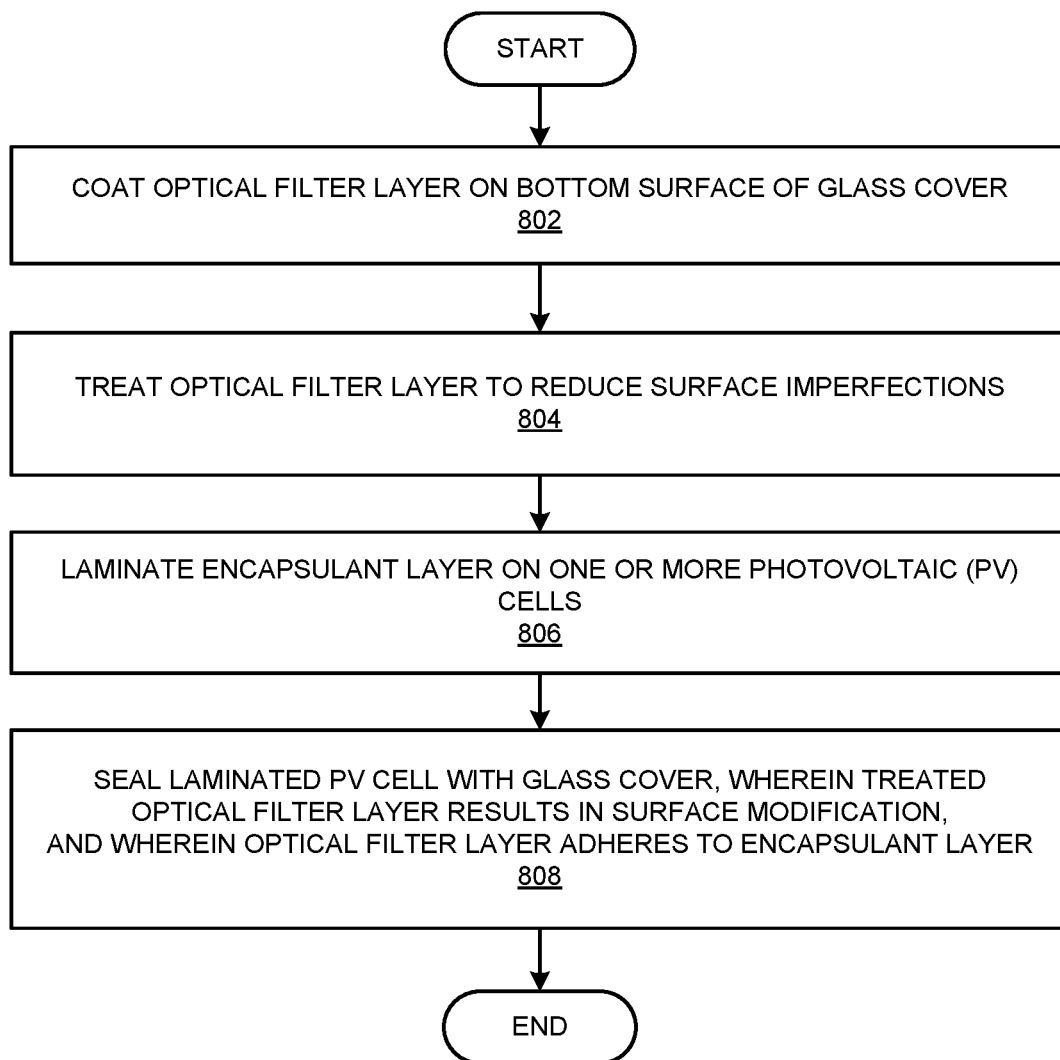 START
COAT OPTICAL FILTER LAYER ON BOTTOM SURFACE OF GLASS COVER
802
TREAT OPTICAL FILTER LAYER TO REDUCE SURFACE IMPERFECTIONS
804
LAMINATE ENCAPSULANT LAYER ON ONE OR MORE PHOTOVOLTAIC (PV)
CELLS
806
SEAL LAMINATED PV CELL WITH GLASS COVER, WHEREIN TREATED
OPTICAL FILTER LAYER RESULTS IN SURFACE MODIFICATION,
AND WHEREIN OPTICAL FILTER LAYER ADHERES TO ENCAPSULANT LAYER
808
END